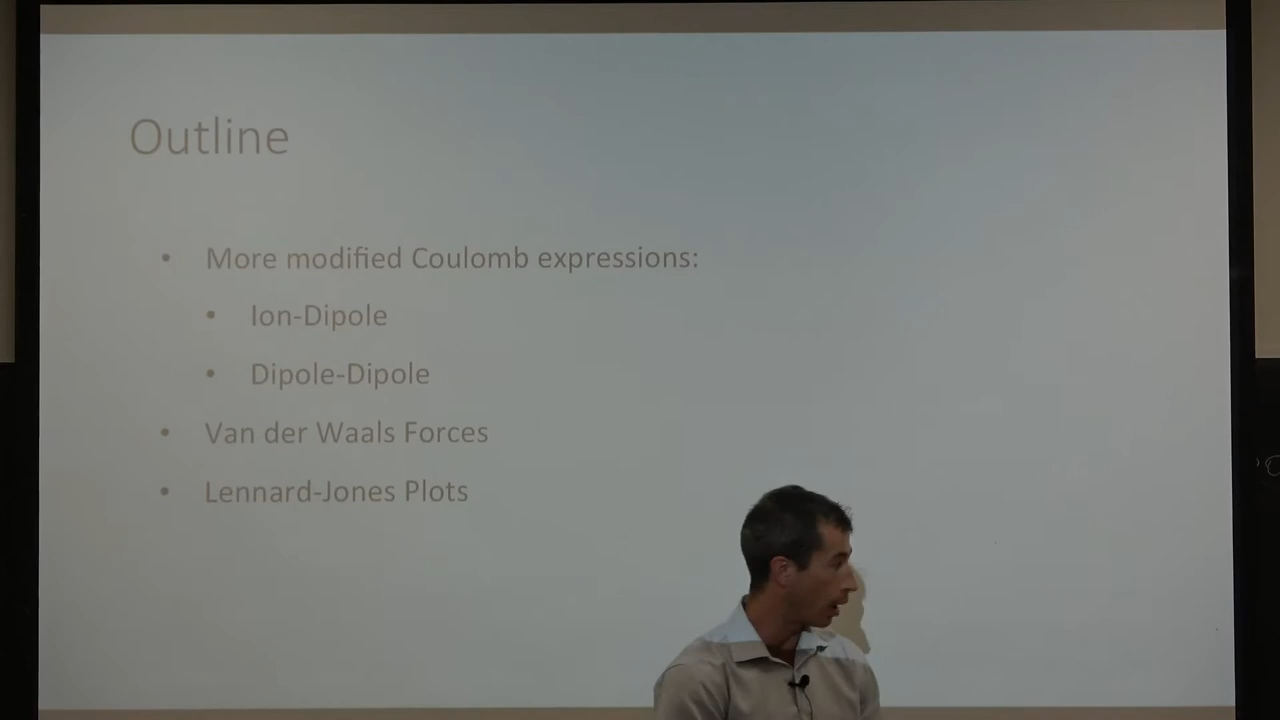 Outline
• More modified Coulomb expressions:
• Ion-Dipole
• Dipole-Dipole
• Van der Waals Forces
• Lennard-Jones Plots